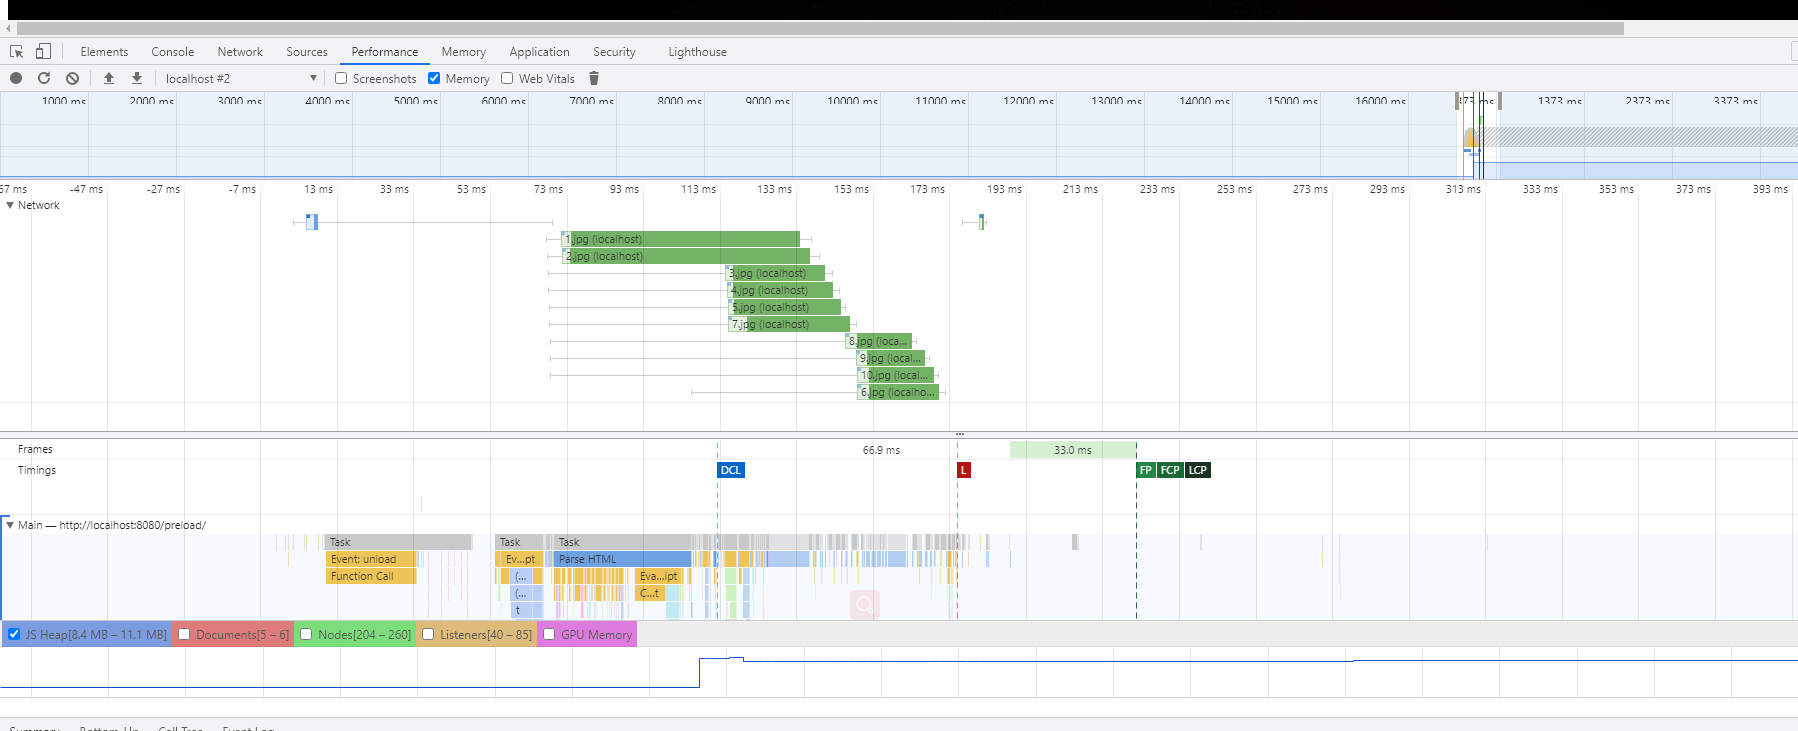 Elements Console Network Sources Performance Memory Application Security Lighthouse
localhost #2 Screenshots Memory Web Vitals
1000 ms 2000 ms 3000 ms 4000 ms 5000 ms 6000 ms 7000 ms 8000 ms 9000 ms 10000 ms 11000 ms 12000 ms 13000 ms 14000 ms 15000 ms 16000 ms 373 ms 1373 ms 2373 ms 3373 ms
57 ms -47 ms -27 ms -7 ms 13 ms 33 ms 53 ms 73 ms 93 ms 113 ms 133 ms 153 ms 173 ms 193 ms 213 ms 233 ms 253 ms 273 ms 293 ms 313 ms 333 ms 353 ms 373 ms 393 ms
Network
1.jpg (localhost)
2.jpg (localhost)
3.jpg (localhost)
4.jpg (localhost)
5.jpg (localhost)
7.jpg (localhost)
8.jpg (loca...
9.jpg (local...
10.jpg (local...
6.jpg (localho...
Frames 66.9 ms 33.0 ms
Timings DCL L FP FCP LCP
Main — http://localhost:8080/preload/
Task Task Task
Event: unload Ev...pt Parse HTML
Function Call (... Eva...ipt
(... C...t
t
JS Heap[8.4 MB – 11.1 MB] Documents[5 – 6] Nodes[204 – 260] Listeners[40 – 85] GPU Memory
Summary Bottom-Up Call Tree Event Log